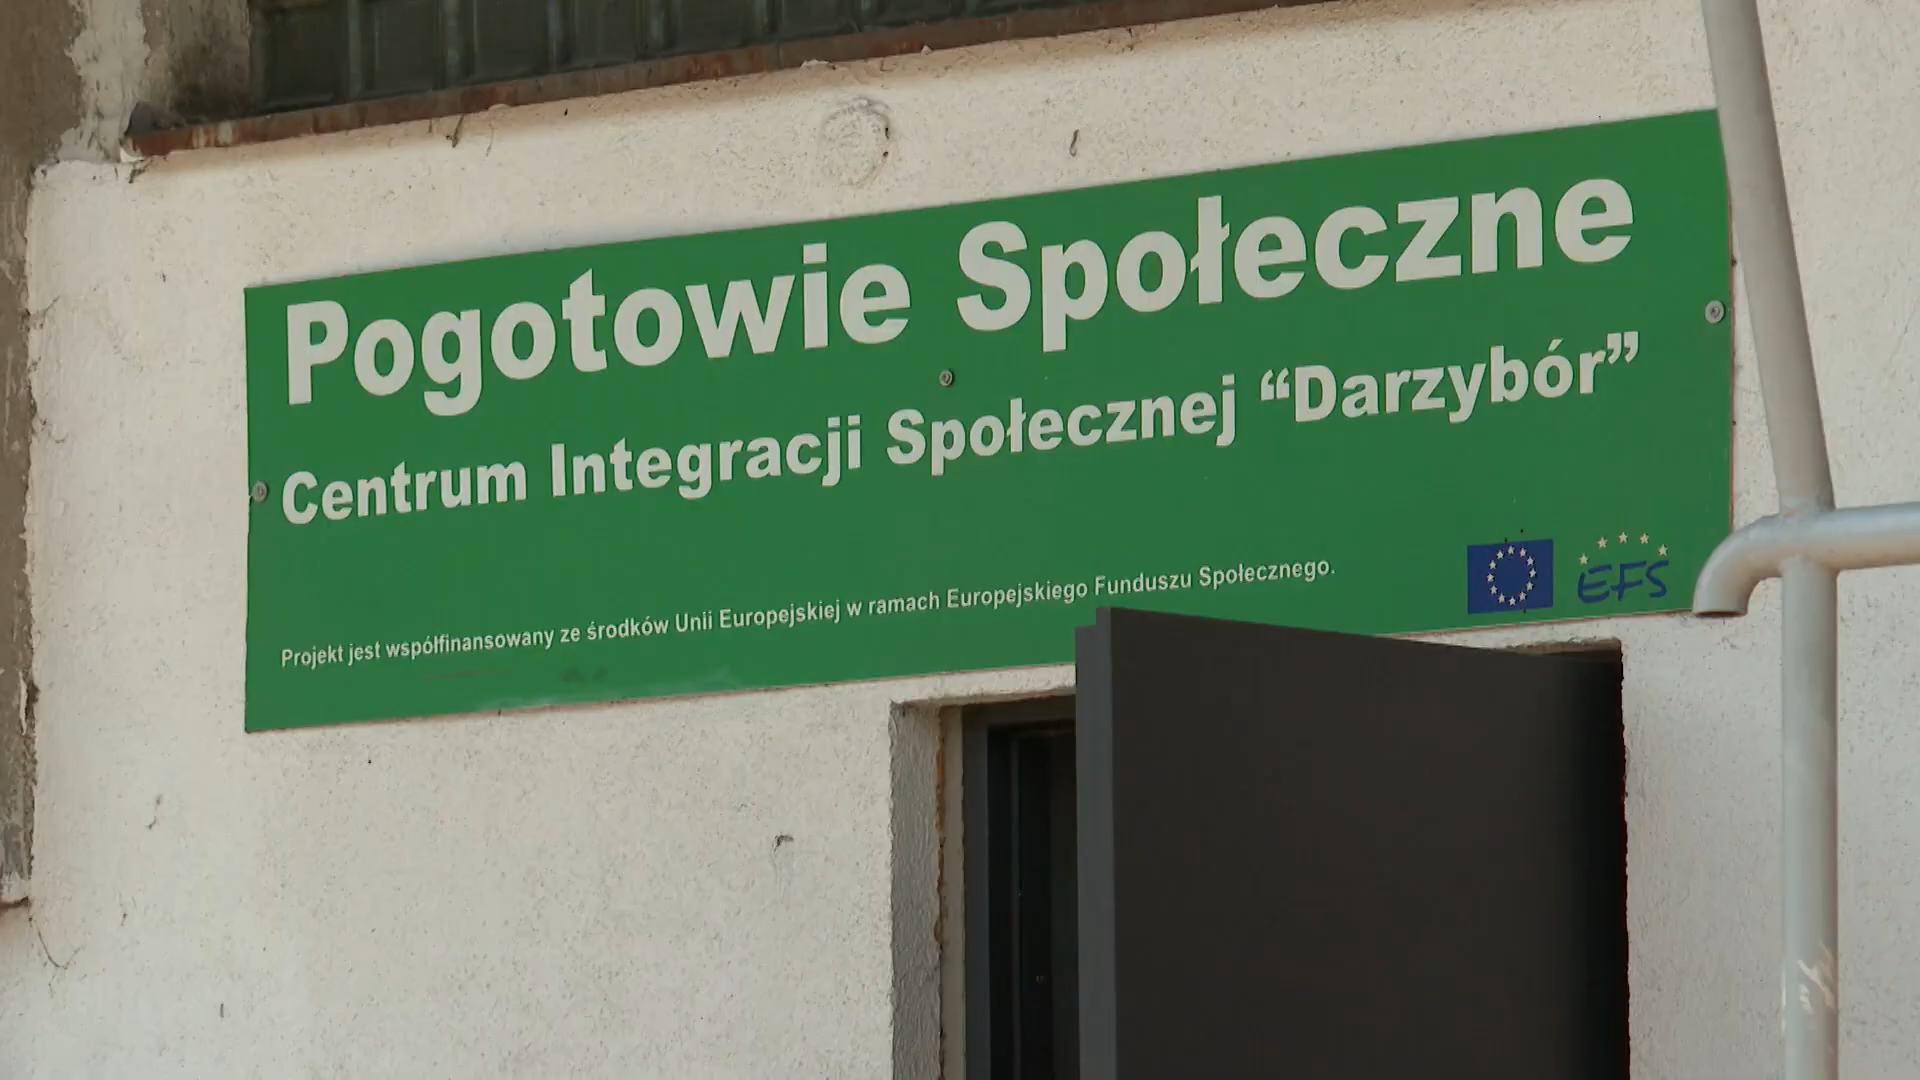 Pogotowie Społeczne
Centrum Integracji Społecznej “Darzybór”
Projekt jest współfinansowany ze środków Unii Europejskiej w ramach Europejskiego Funduszu Społecznego.
EFS